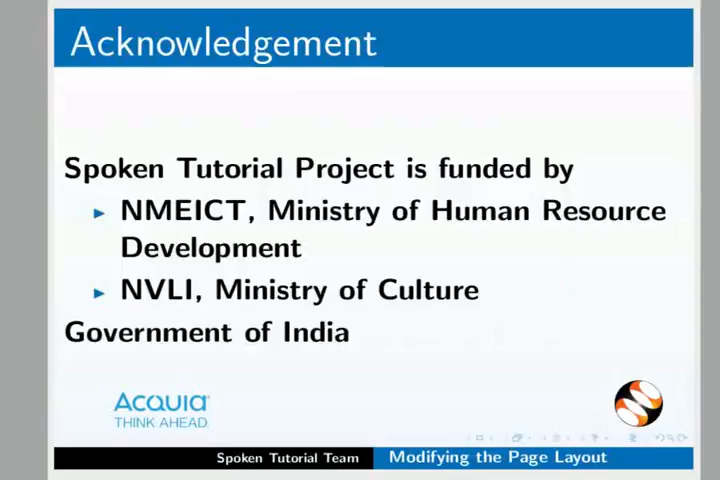 Acknowledgement
Spoken Tutorial Project is funded by
NMEICT, Ministry of Human Resource
Development
NVLI, Ministry of Culture
Government of India
ACQUIA
THINK AHEAD.
Spoken Tutorial Team
Modifying the Page Layout